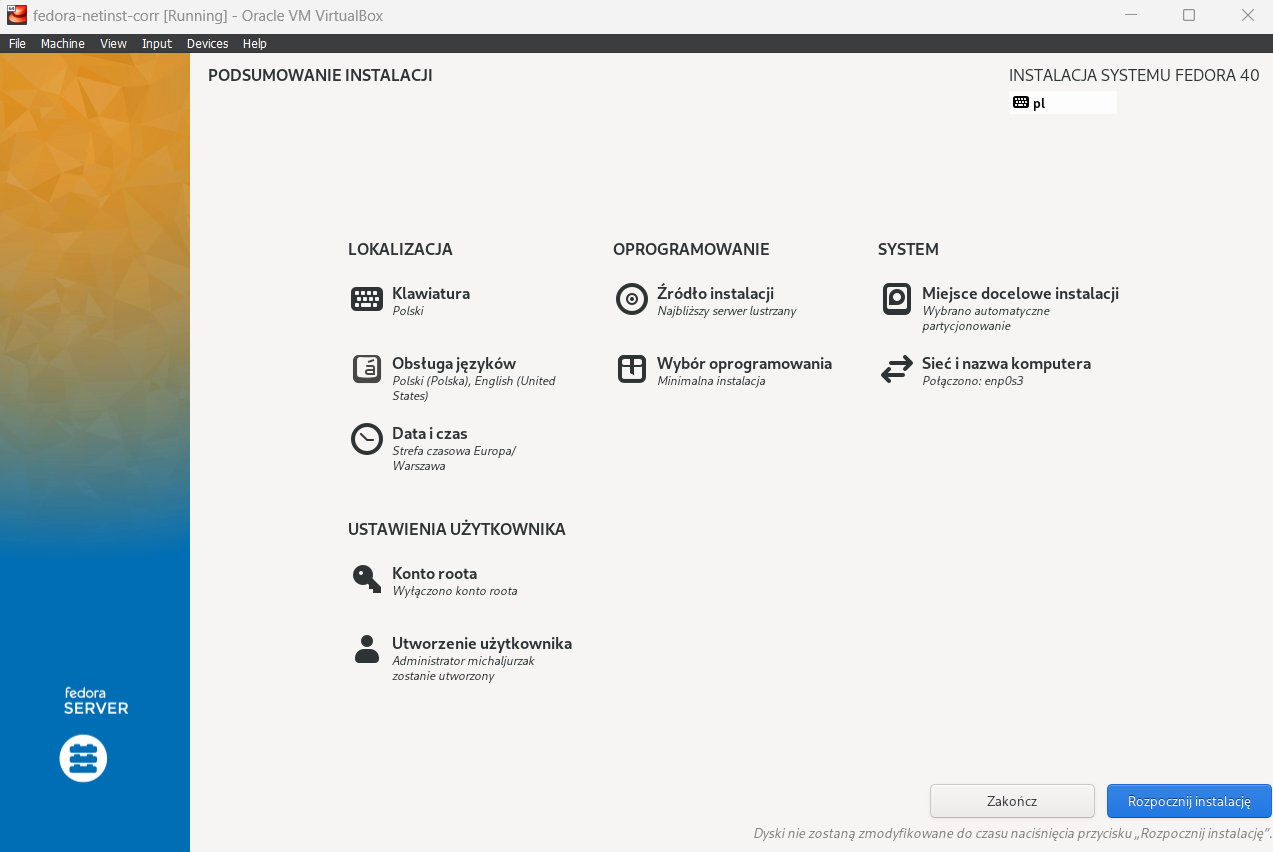 fedora-netinst-corr [Running] - Oracle VM VirtualBox
File Machine View Input Devices Help
PODSUMOWANIE INSTALACJI
INSTALACJA SYSTEMU FEDORA 40
pl
LOKALIZACJA
Klawiatura
Polski
Obsługa języków
Polski (Polska), English (United
States)
Data i czas
Strefa czasowa Europa/
Warszawa
OPROGRAMOWANIE
Źródło instalacji
Najbliższy serwer lustrzany
Wybór oprogramowania
Minimalna instalacja
SYSTEM
Miejsce docelowe instalacji
Wybrano automatyczne
partycjonowanie
Sieć i nazwa komputera
Połączono: enp0s3
USTAWIENIA UŻYTKOWNIKA
Konto roota
Wyłączono konto roota
Utworzenie użytkownika
Administrator michaljurzak
zostanie utworzony
fedora
SERVER
Zakończ
Rozpocznij instalację
Dyski nie zostaną zmodyfikowane do czasu naciśnięcia przycisku „Rozpocznij instalację”.